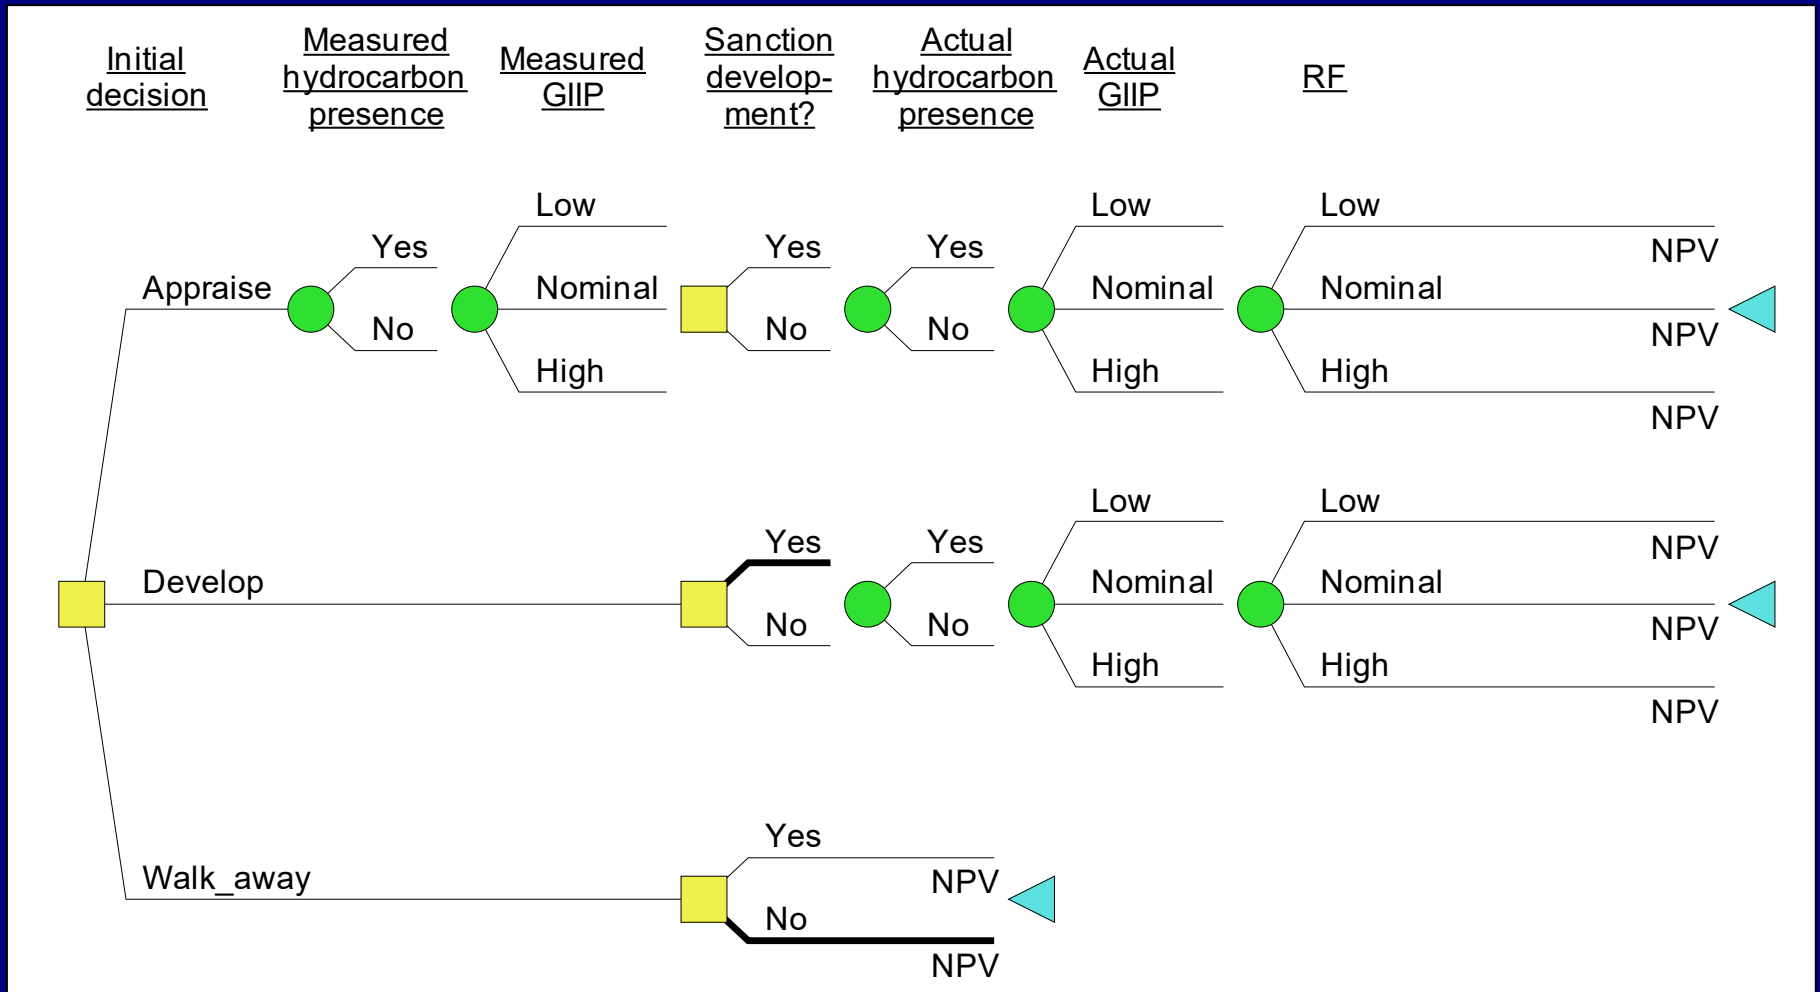 Initial
decision
Measured
hydrocarbon
presence
Measured
GIIP
Sanction
develop-
ment?
Actual
hydrocarbon
presence
Actual
GIIP
RF
Appraise
Yes
No
Low
Nominal
High
Yes
No
Yes
No
Low
Nominal
High
Low
NPV
Nominal
NPV
High
NPV
Develop
Yes
No
Yes
No
Low
Nominal
High
Low
NPV
Nominal
NPV
High
NPV
Walk_away
Yes
NPV
No
NPV